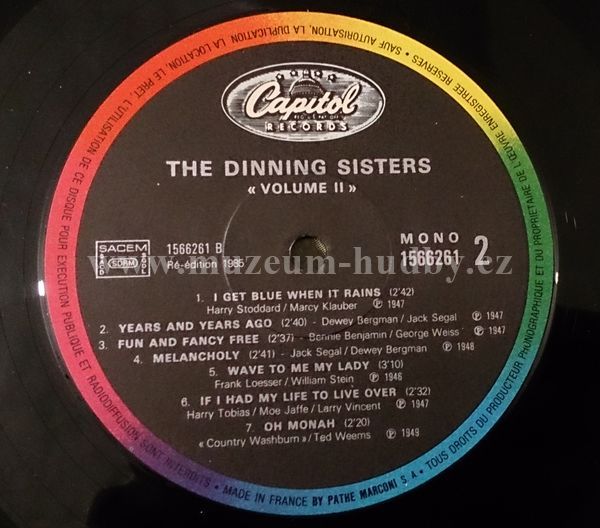 Capitol
RECORDS
THE DINNING SISTERS
« VOLUME II »
SACEM
SDRM
1566261 B
Ré-édition 1985
MONO
1566261 2
1. I GET BLUE WHEN IT RAINS (2'42)
Harry Stoddard / Marcy Klauber ℗ 1947
2. YEARS AND YEARS AGO (2'40) - Dewey Bergman / Jack Segal ℗ 1947
3. FUN AND FANCY FREE (2'37) - Bennie Benjamin / George Weiss ℗ 1947
4. MELANCHOLY (2'41) - Jack Segal / Dewey Bergman ℗ 1948
5. WAVE TO ME MY LADY (3'10)
Frank Loesser / William Stein ℗ 1946
6. IF I HAD MY LIFE TO LIVE OVER (2'32)
Harry Tobias / Moe Jaffe / Larry Vincent ℗ 1947
7. OH MONAH (2'20)
« Country Washburn » / Ted Weems ℗ 1949
• MADE IN FRANCE BY PATHE MARCONI S.A. • TOUS DROITS DU PRODUCTEUR PHONOGRAPHIQUE ET DU PROPRIETAIRE DE L'ŒUVRE ENREGISTREE RESERVES • SAUF AUTORISATION, LA DUPLICATION, LA LOCATION, LE PRET, L'UTILISATION DE CE DISQUE POUR EXECUTION PUBLIQUE ET RADIODIFFUSION SONT INTERDITS
www.muzeum-hudby.cz